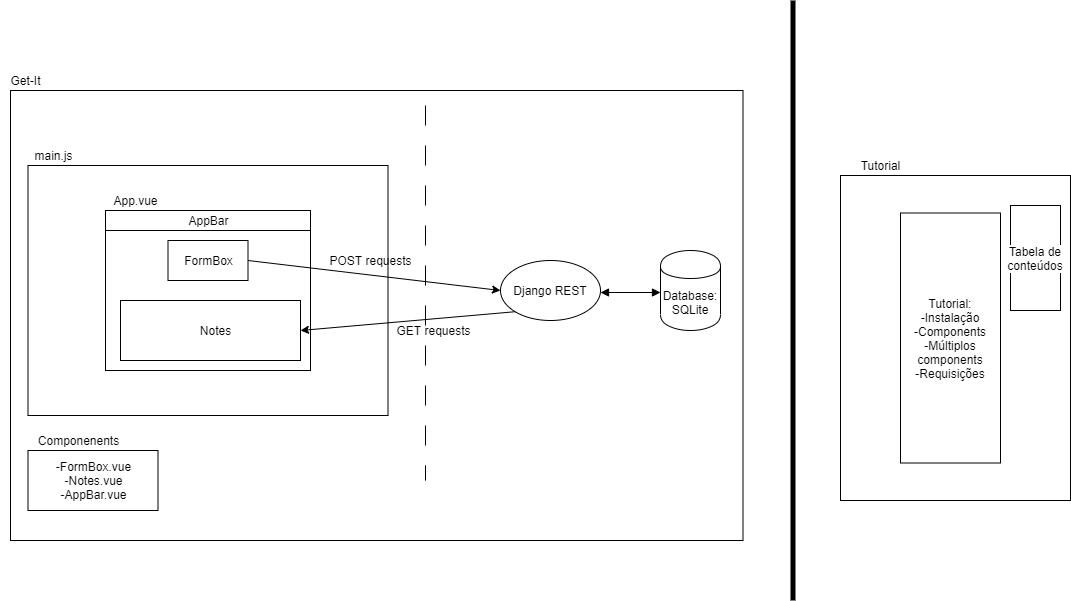 Get-It
main.js
App.vue
AppBar
FormBox
POST requests
Notes
GET requests
Django REST
Database:
SQLite
Componenents
-FormBox.vue
-Notes.vue
-AppBar.vue
Tutorial
Tabela de
conteúdos
Tutorial:
-Instalação
-Components
-Múltiplos
components
-Requisições